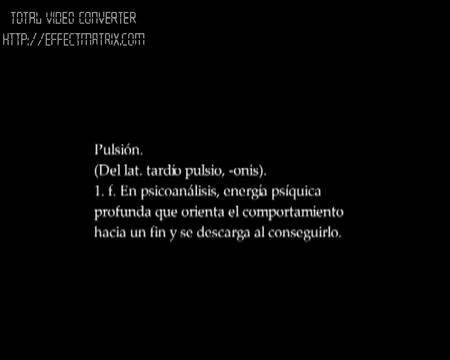 TOTAL VIDEO CONVERTER
HTTP://EFFECTMATRIX.COM
Pulsión.
(Del lat. tardío pulsio, -onis).
1. f. En psicoanálisis, energía psíquica
profunda que orienta el comportamiento
hacia un fin y se descarga al conseguirlo.